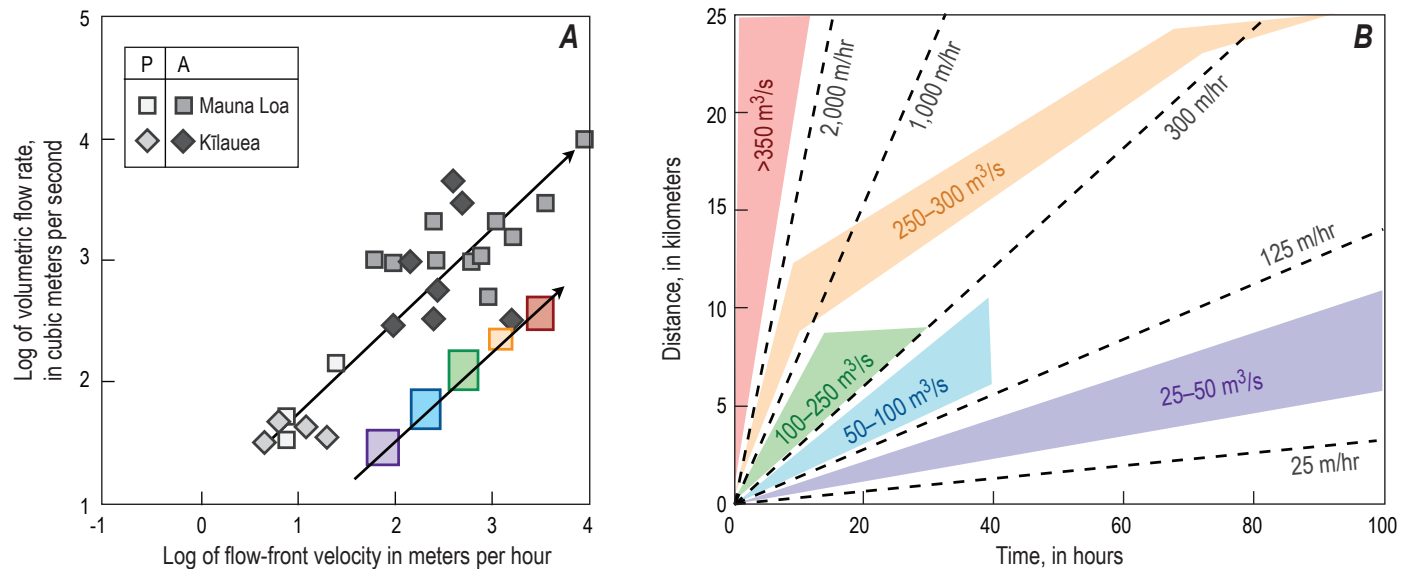 A
P A
Mauna Loa
Kīlauea
5
4
3
2
1
-1 0 1 2 3 4
Log of volumetric flow rate,
in cubic meters per second
Log of flow-front velocity in meters per hour
B
25
20
15
10
5
0
0 20 40 60 80 100
Distance, in kilometers
Time, in hours
>350 m³/s
2,000 m/hr
1,000 m/hr
300 m/hr
250–300 m³/s
125 m/hr
100–250 m³/s
50–100 m³/s
25–50 m³/s
25 m/hr